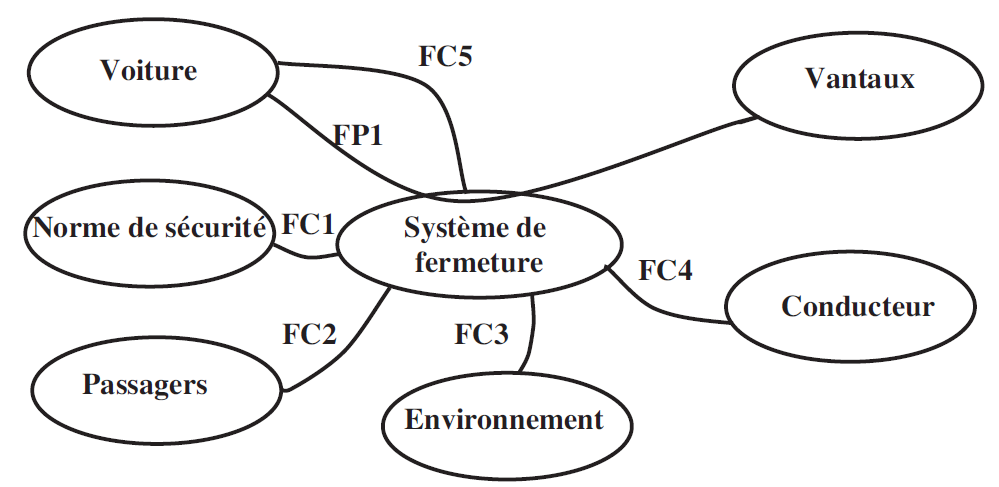 Voiture
FC5
Vantaux
FP1
Norme de sécurité
FC1
Système de
fermeture
FC4
Conducteur
FC2
FC3
Passagers
Environnement